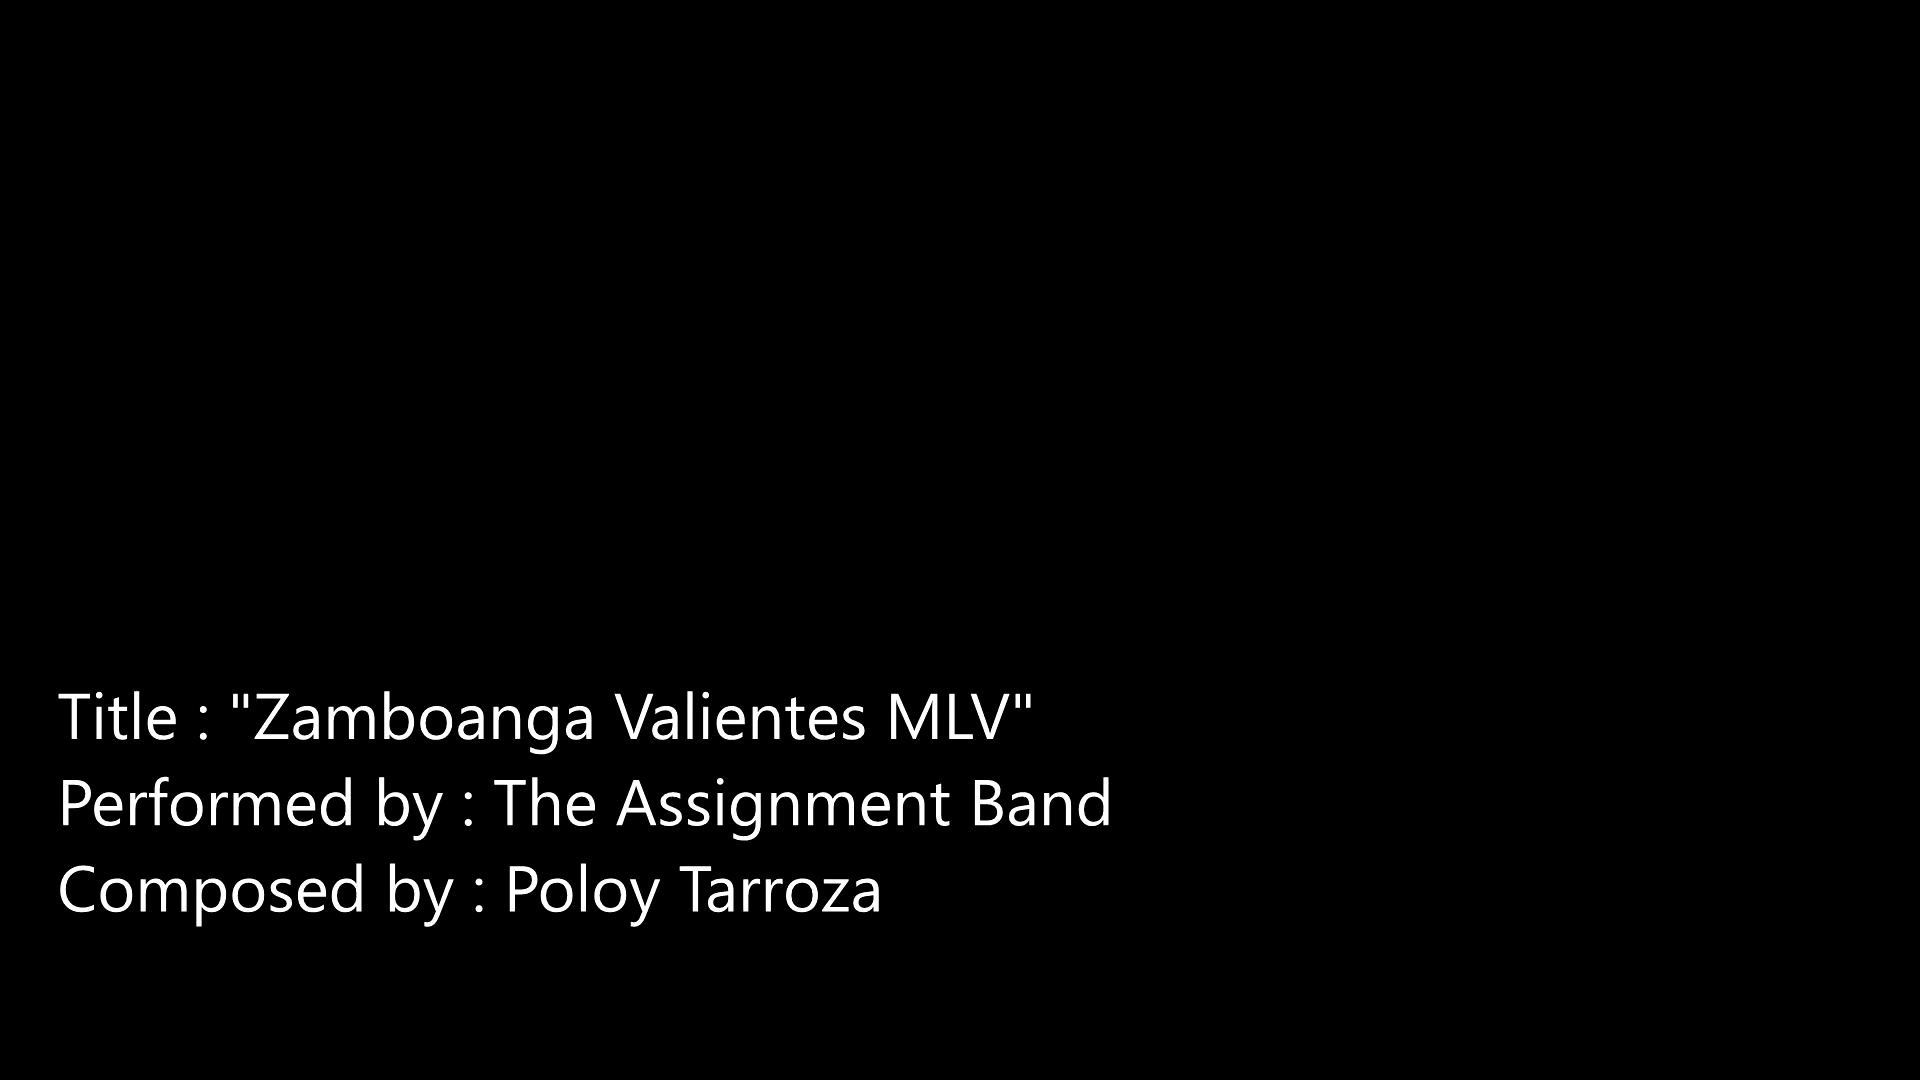 Title : "Zamboanga Valientes MLV"
Performed by : The Assignment Band
Composed by : Poloy Tarroza